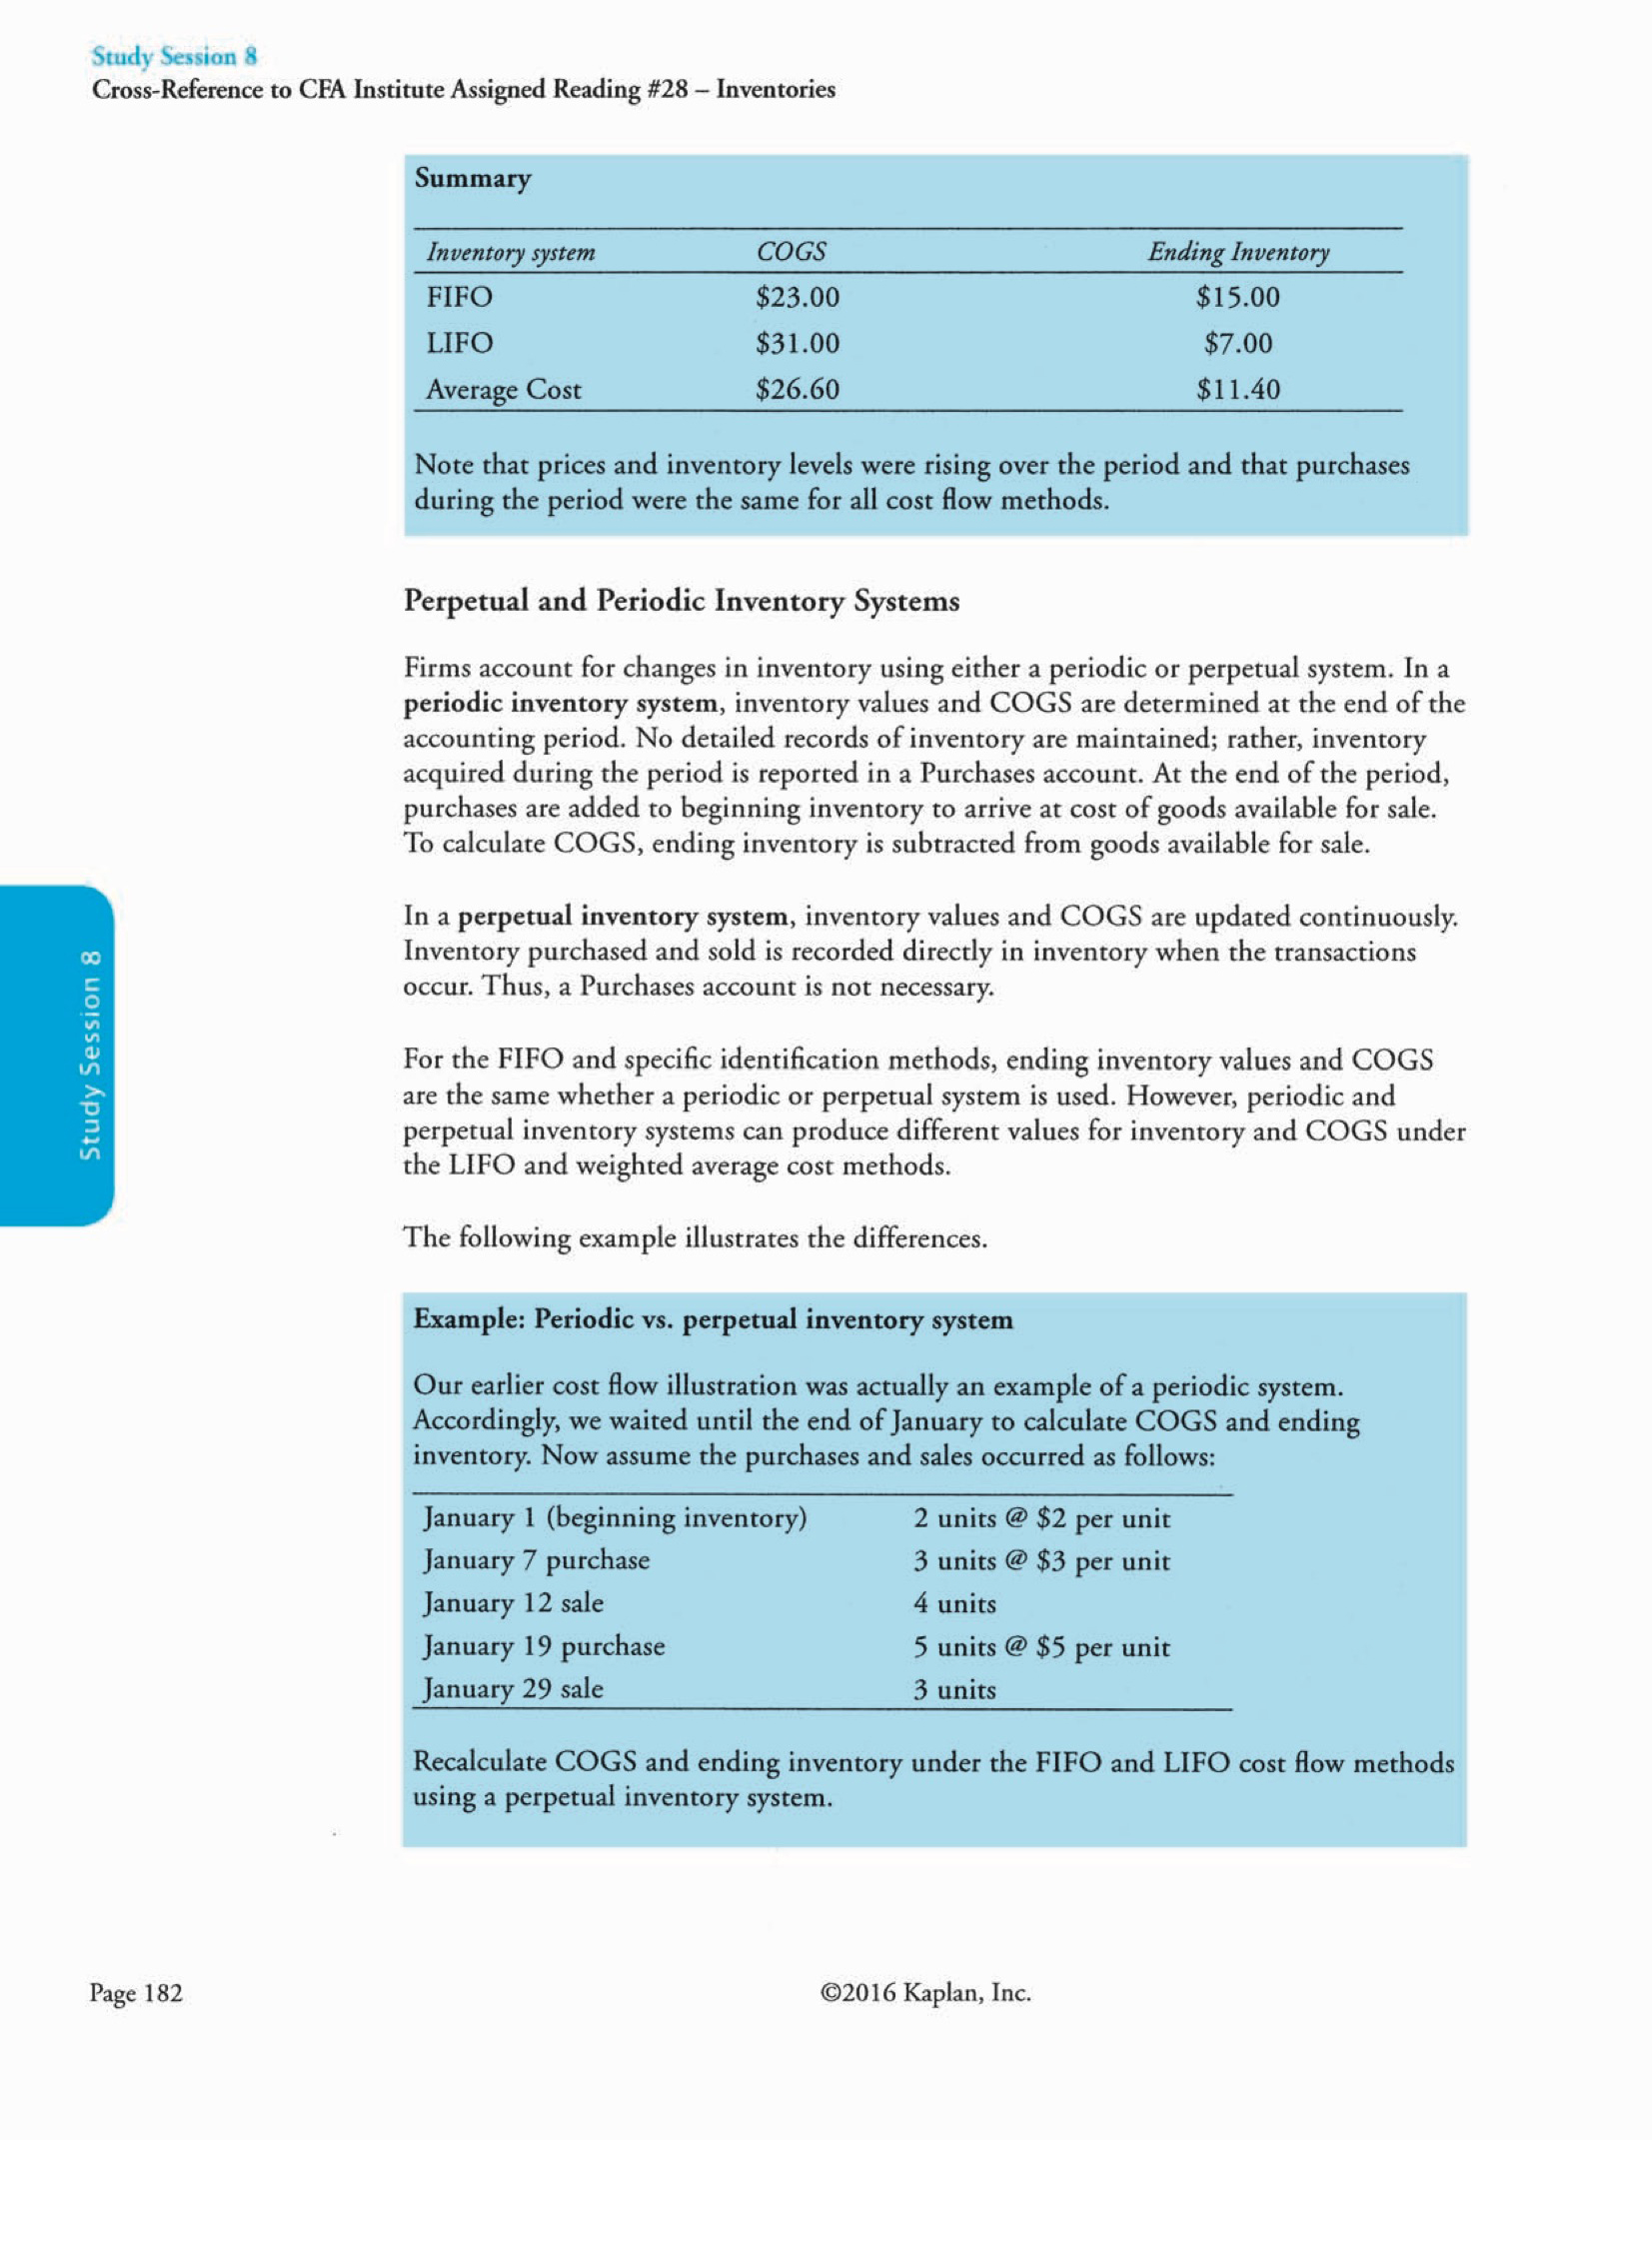 Study Session 8
Cross-Reference to CFA Institute Assigned Reading #28 – Inventories
Summary
Inventory system COGS Ending Inventory
FIFO $23.00 $15.00
LIFO $31.00 $7.00
Average Cost $26.60 $11.40
Note that prices and inventory levels were rising over the period and that purchases
during the period were the same for all cost flow methods.
Perpetual and Periodic Inventory Systems
Firms account for changes in inventory using either a periodic or perpetual system. In a
periodic inventory system, inventory values and COGS are determined at the end of the
accounting period. No detailed records of inventory are maintained; rather, inventory
acquired during the period is reported in a Purchases account. At the end of the period,
purchases are added to beginning inventory to arrive at cost of goods available for sale.
To calculate COGS, ending inventory is subtracted from goods available for sale.
In a perpetual inventory system, inventory values and COGS are updated continuously.
Inventory purchased and sold is recorded directly in inventory when the transactions
occur. Thus, a Purchases account is not necessary.
For the FIFO and specific identification methods, ending inventory values and COGS
are the same whether a periodic or perpetual system is used. However, periodic and
perpetual inventory systems can produce different values for inventory and COGS under
the LIFO and weighted average cost methods.
The following example illustrates the differences.
Study Session 8
Example: Periodic vs. perpetual inventory system
Our earlier cost flow illustration was actually an example of a periodic system.
Accordingly, we waited until the end of January to calculate COGS and ending
inventory. Now assume the purchases and sales occurred as follows:
January 1 (beginning inventory) 2 units @ $2 per unit
January 7 purchase 3 units @ $3 per unit
January 12 sale 4 units
January 19 purchase 5 units @ $5 per unit
January 29 sale 3 units
Recalculate COGS and ending inventory under the FIFO and LIFO cost flow methods
using a perpetual inventory system.
Page 182 ©2016 Kaplan, Inc.